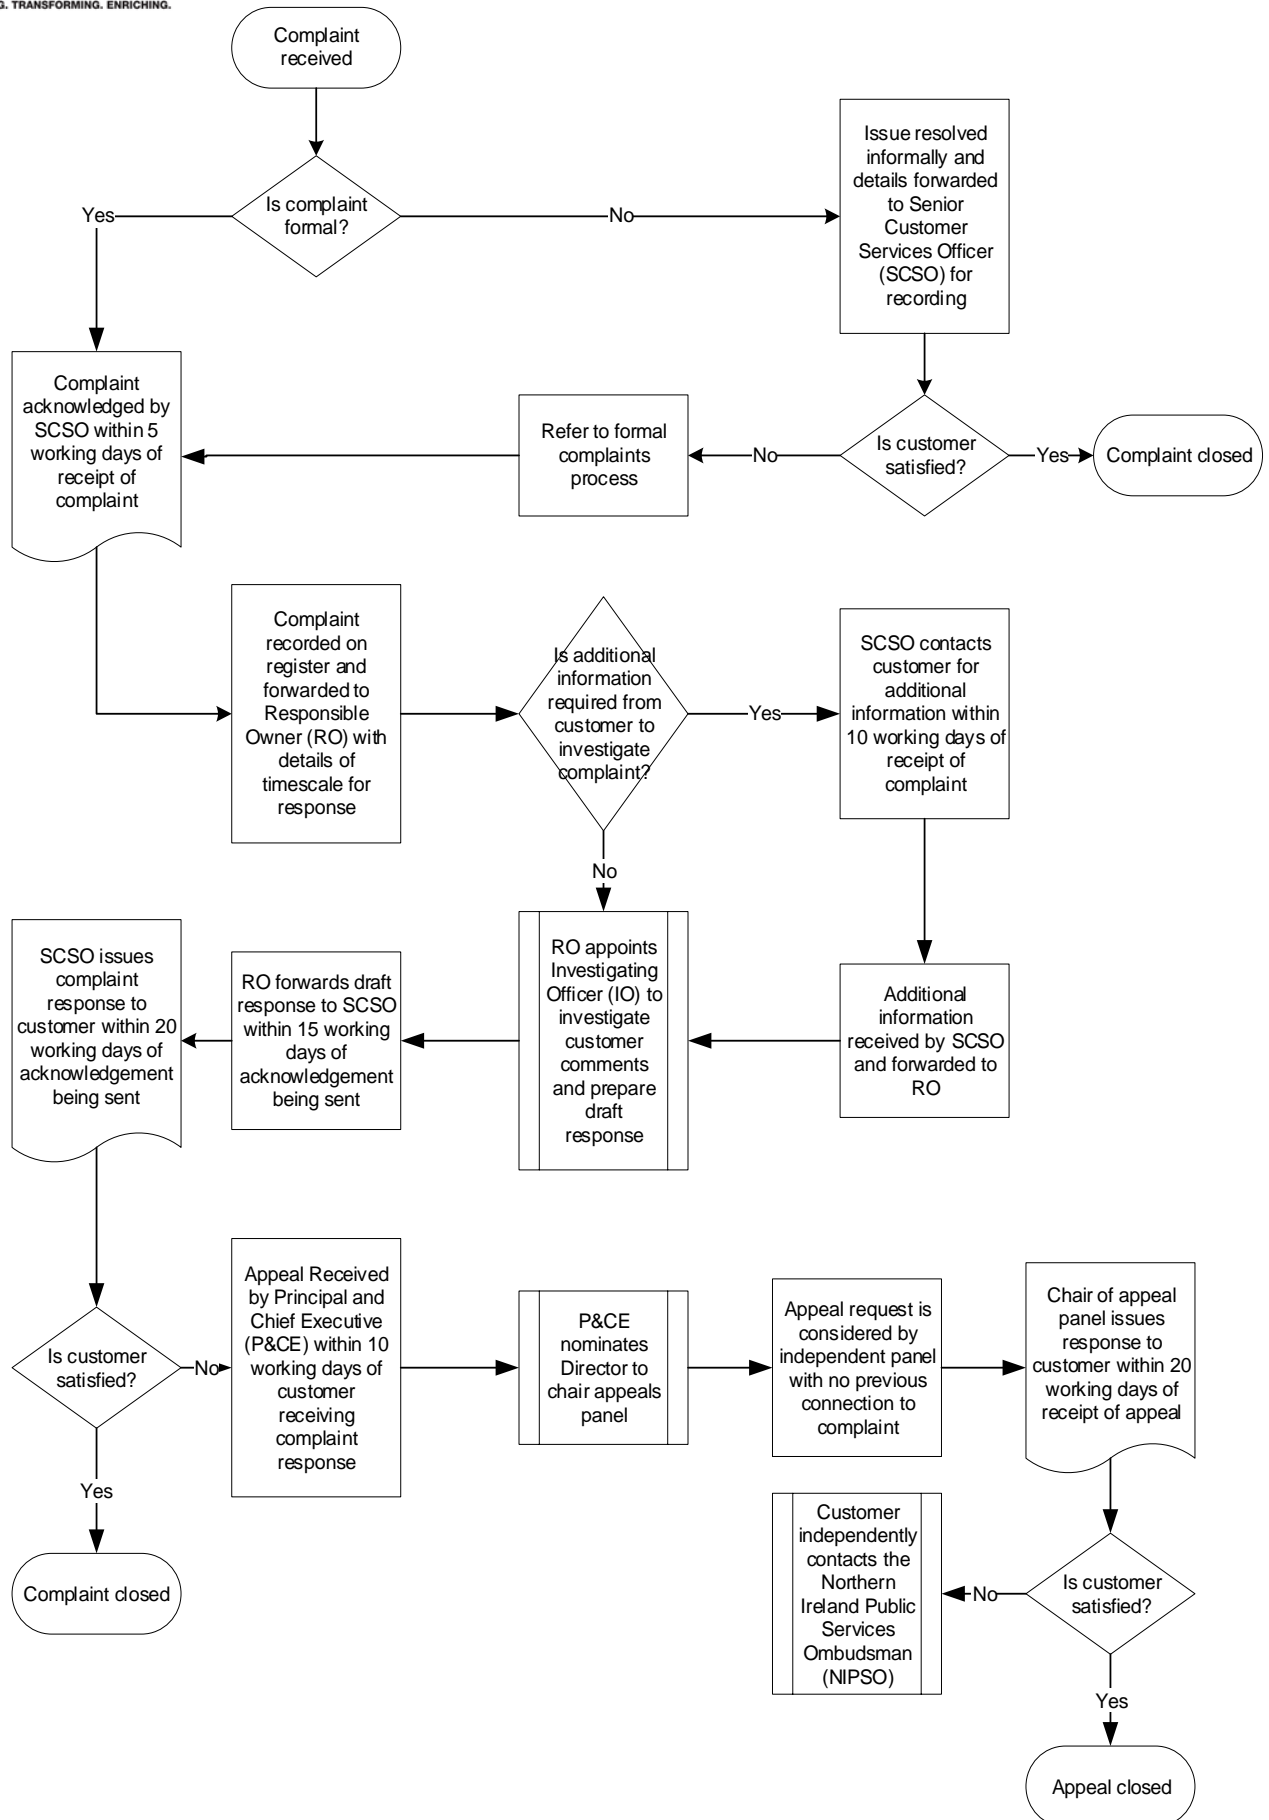 G. TRANSFORMING. ENRICHING.
Complaint
received
Is complaint
formal?
Yes
No
Issue resolved
informally and
details forwarded
to Senior
Customer
Services Officer
(SCSO) for
recording
Complaint
acknowledged by
SCSO within 5
working days of
receipt of
complaint
Refer to formal
complaints
process
No
Is customer
satisfied?
Yes
Complaint closed
Complaint
recorded on
register and
forwarded to
Responsible
Owner (RO) with
details of
timescale for
response
Is additional
information
required from
customer to
investigate
complaint?
Yes
SCSO contacts
customer for
additional
information within
10 working days of
receipt of
complaint
No
SCSO issues
complaint
response to
customer within 20
working days of
acknowledgement
being sent
RO forwards draft
response to SCSO
within 15 working
days of
acknowledgement
being sent
RO appoints
Investigating
Officer (IO) to
investigate
customer
comments
and prepare
draft
response
Additional
information
received by SCSO
and forwarded to
RO
Is customer
satisfied?
No
Appeal Received
by Principal and
Chief Executive
(P&CE) within 10
working days of
customer
receiving
complaint
response
P&CE
nominates
Director to
chair appeals
panel
Appeal request is
considered by
independent panel
with no previous
connection to
complaint
Chair of appeal
panel issues
response to
customer within 20
working days of
receipt of appeal
Yes
Complaint closed
Customer
independently
contacts the
Northern
Ireland Public
Services
Ombudsman
(NIPSO)
No
Is customer
satisfied?
Yes
Appeal closed